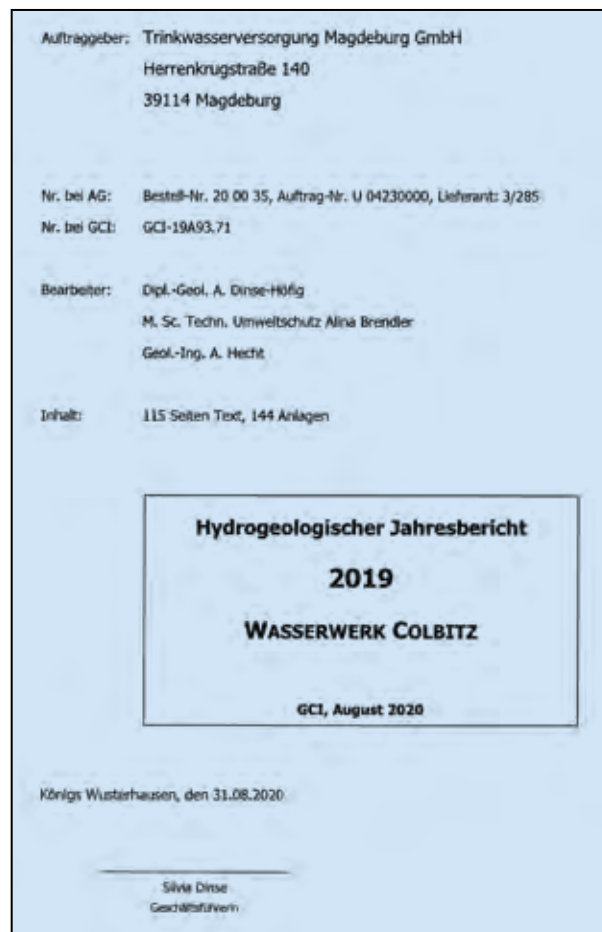 Auftraggeber: Trinkwasserversorgung Magdeburg GmbH
Herrenkrugstraße 140
39114 Magdeburg
Nr. bei AG: Bestell-Nr. 20 00 35, Auftrag-Nr. U 04230000, Lieferant: 3/285
Nr. bei GCI: GCI-19A93.71
Bearbeiter: Dipl.-Geol. A. Dinse-Höfig
M. Sc. Techn. Umweltschutz Alina Brendler
Geol.-Ing. A. Hecht
Inhalt: 115 Seiten Text, 144 Anlagen
Hydrogeologischer Jahresbericht
2019
WASSERWERK COLBITZ
GCI, August 2020
Königs Wusterhausen, den 31.08.2020
Silvia Dinse
Geschäftsführerin